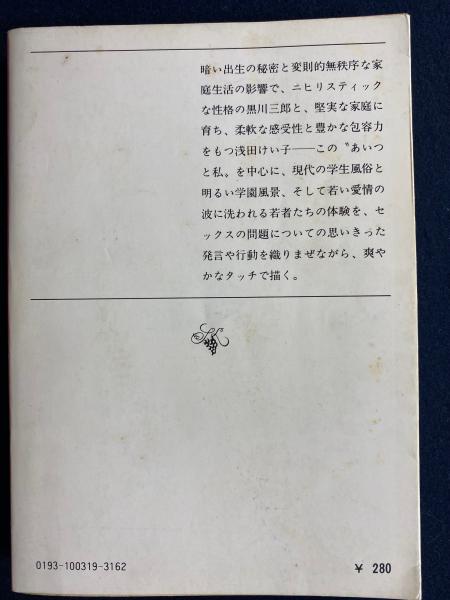 暗い出生の秘密と変則的無秩序な家
庭生活の影響で、ニヒリスティック
な性格の黒川三郎と、堅実な家庭に
育ち、柔軟な感受性と豊かな包容力
をもつ浅田けい子――この〝あいつ
と私〟を中心に、現代の学生風俗と
明るい学園風景、そして若い愛情の
波に洗われる若者たちの体験を、セ
ックスの問題についての思いきった
発言や行動を織りまぜながら、爽や
かなタッチで描く。
0193-100319-3162
¥ 280